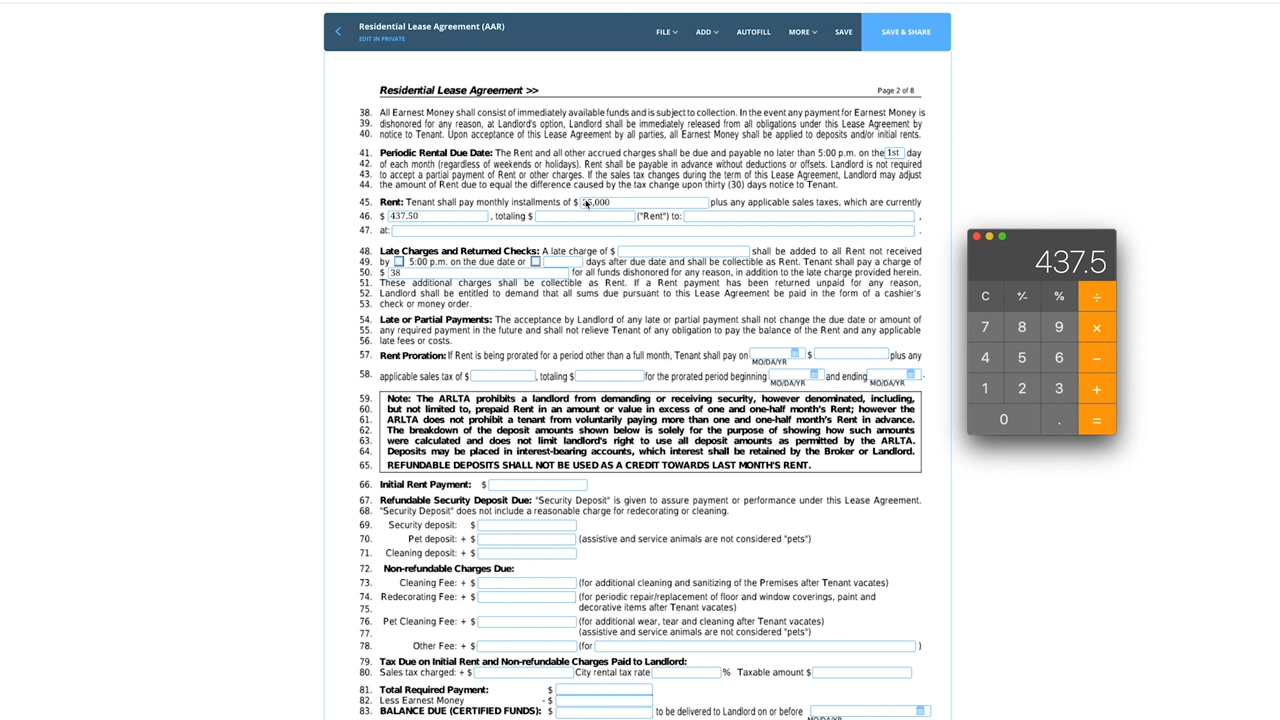 Residential Lease Agreement (AAR)
EDIT IN PRIVATE
FILE ADD AUTOFILL MORE SAVE SAVE & SHARE
Residential Lease Agreement >> Page 2 of 8
38. All Earnest Money shall consist of immediately available funds and is subject to collection. In the event any payment for Earnest Money is
39. dishonored for any reason, at Landlord's option, Landlord shall be immediately released from all obligations under this Lease Agreement by
40. notice to Tenant. Upon acceptance of this Lease Agreement by all parties, all Earnest Money shall be applied to deposits and/or initial rents.
41. Periodic Rental Due Date: The Rent and all other accrued charges shall be due and payable no later than 5:00 p.m. on the 1st day
42. of each month (regardless of weekends or holidays). Rent shall be payable in advance without deductions or offsets. Landlord is not required
43. to accept a partial payment of Rent or other charges. If the sales tax changes during the term of this Lease Agreement, Landlord may adjust
44. the amount of Rent due to equal the difference caused by the tax change upon thirty (30) days notice to Tenant.
45. Rent: Tenant shall pay monthly installments of $ plus any applicable sales taxes, which are currently
46. $ 437.50 , totaling $ ("Rent") to: ,
47. at: .
48. Late Charges and Returned Checks: A late charge of $ shall be added to all Rent not received
49. by 5:00 p.m. on the due date or days after due date and shall be collectible as Rent. Tenant shall pay a charge of
50. $ 38 for all funds dishonored for any reason, in addition to the late charge provided herein.
51. These additional charges shall be collectible as Rent. If a Rent payment has been returned unpaid for any reason,
52. Landlord shall be entitled to demand that all sums due pursuant to this Lease Agreement be paid in the form of a cashier's
53. check or money order.
54. Late or Partial Payments: The acceptance by Landlord of any late or partial payment shall not change the due date or amount of
55. any required payment in the future and shall not relieve Tenant of any obligation to pay the balance of the Rent and any applicable
56. late fees or costs.
57. Rent Proration: If Rent is being prorated for a period other than a full month, Tenant shall pay on $ plus any
MO/DA/YR
58. applicable sales tax of $ , totaling $ for the prorated period beginning and ending .
MO/DA/YR MO/DA/YR
59. Note: The ARLTA prohibits a landlord from demanding or receiving security, however denominated, including,
60. but not limited to, prepaid Rent in an amount or value in excess of one and one-half month's Rent; however the
61. ARLTA does not prohibit a tenant from voluntarily paying more than one and one-half month's Rent in advance.
62. The breakdown of the deposit amounts shown below is solely for the purpose of showing how such amounts
63. were calculated and does not limit landlord's right to use all deposit amounts as permitted by the ARLTA.
64. Deposits may be placed in interest-bearing accounts, which interest shall be retained by the Broker or Landlord.
65. REFUNDABLE DEPOSITS SHALL NOT BE USED AS A CREDIT TOWARDS LAST MONTH'S RENT.
66. Initial Rent Payment: $
67. Refundable Security Deposit Due: "Security Deposit" is given to assure payment or performance under this Lease Agreement.
68. "Security Deposit" does not include a reasonable charge for redecorating or cleaning.
69. Security deposit: $
70. Pet deposit: + $ (assistive and service animals are not considered "pets")
71. Cleaning deposit: + $
72. Non-refundable Charges Due:
73. Cleaning Fee: + $ (for additional cleaning and sanitizing of the Premises after Tenant vacates)
74. Redecorating Fee: + $ (for periodic repair/replacement of floor and window coverings, paint and
75. decorative items after Tenant vacates)
76. Pet Cleaning Fee: + $ (for additional wear, tear and cleaning after Tenant vacates)
77. (assistive and service animals are not considered "pets")
78. Other Fee: + $ (for )
79. Tax Due on Initial Rent and Non-refundable Charges Paid to Landlord:
80. Sales tax charged: + $ City rental tax rate % Taxable amount $
81. Total Required Payment: $
82. Less Earnest Money - $
83. BALANCE DUE (CERTIFIED FUNDS): $ to be delivered to Landlord on or before
MO/DA/YR
437.5
C +/- % ÷
7 8 9 ×
4 5 6 −
1 2 3 +
0 . =